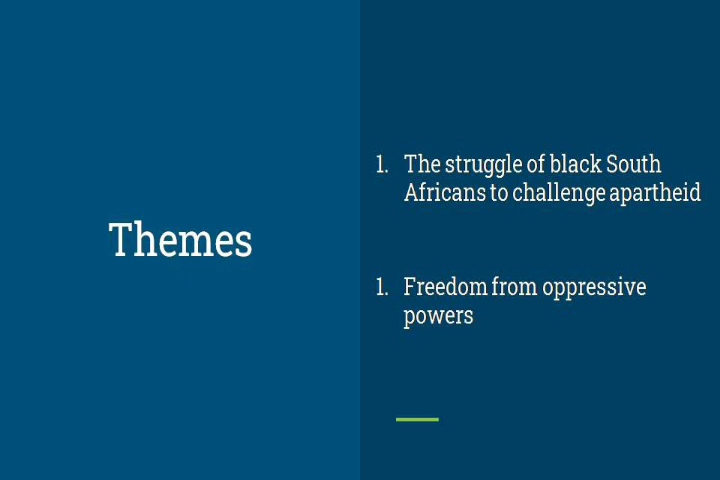 Themes
1. The struggle of black South
Africans to challenge apartheid
1. Freedom from oppressive
powers